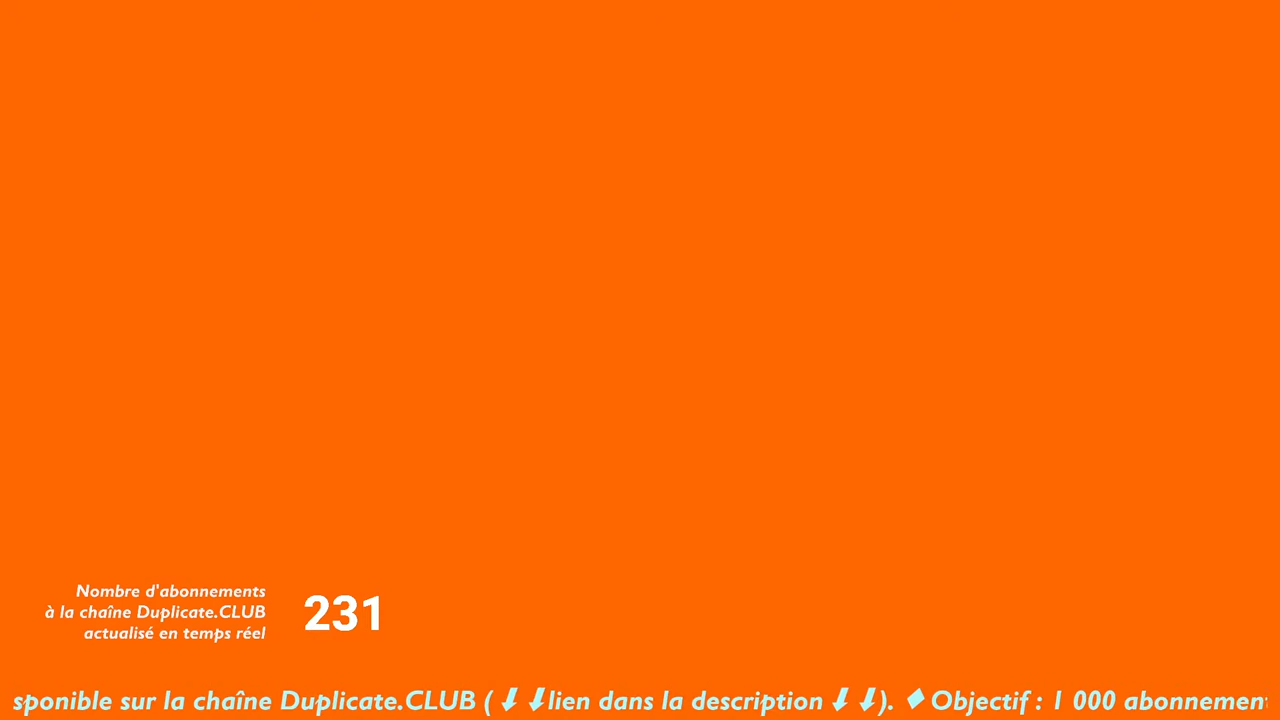 Nombre d'abonnements
à la chaîne Duplicate.CLUB
actualisé en temps réel
231
sponible sur la chaîne Duplicate.CLUB ( ⬇ ⬇lien dans la description ⬇ ⬇). ♦ Objectif : 1 000 abonnemen